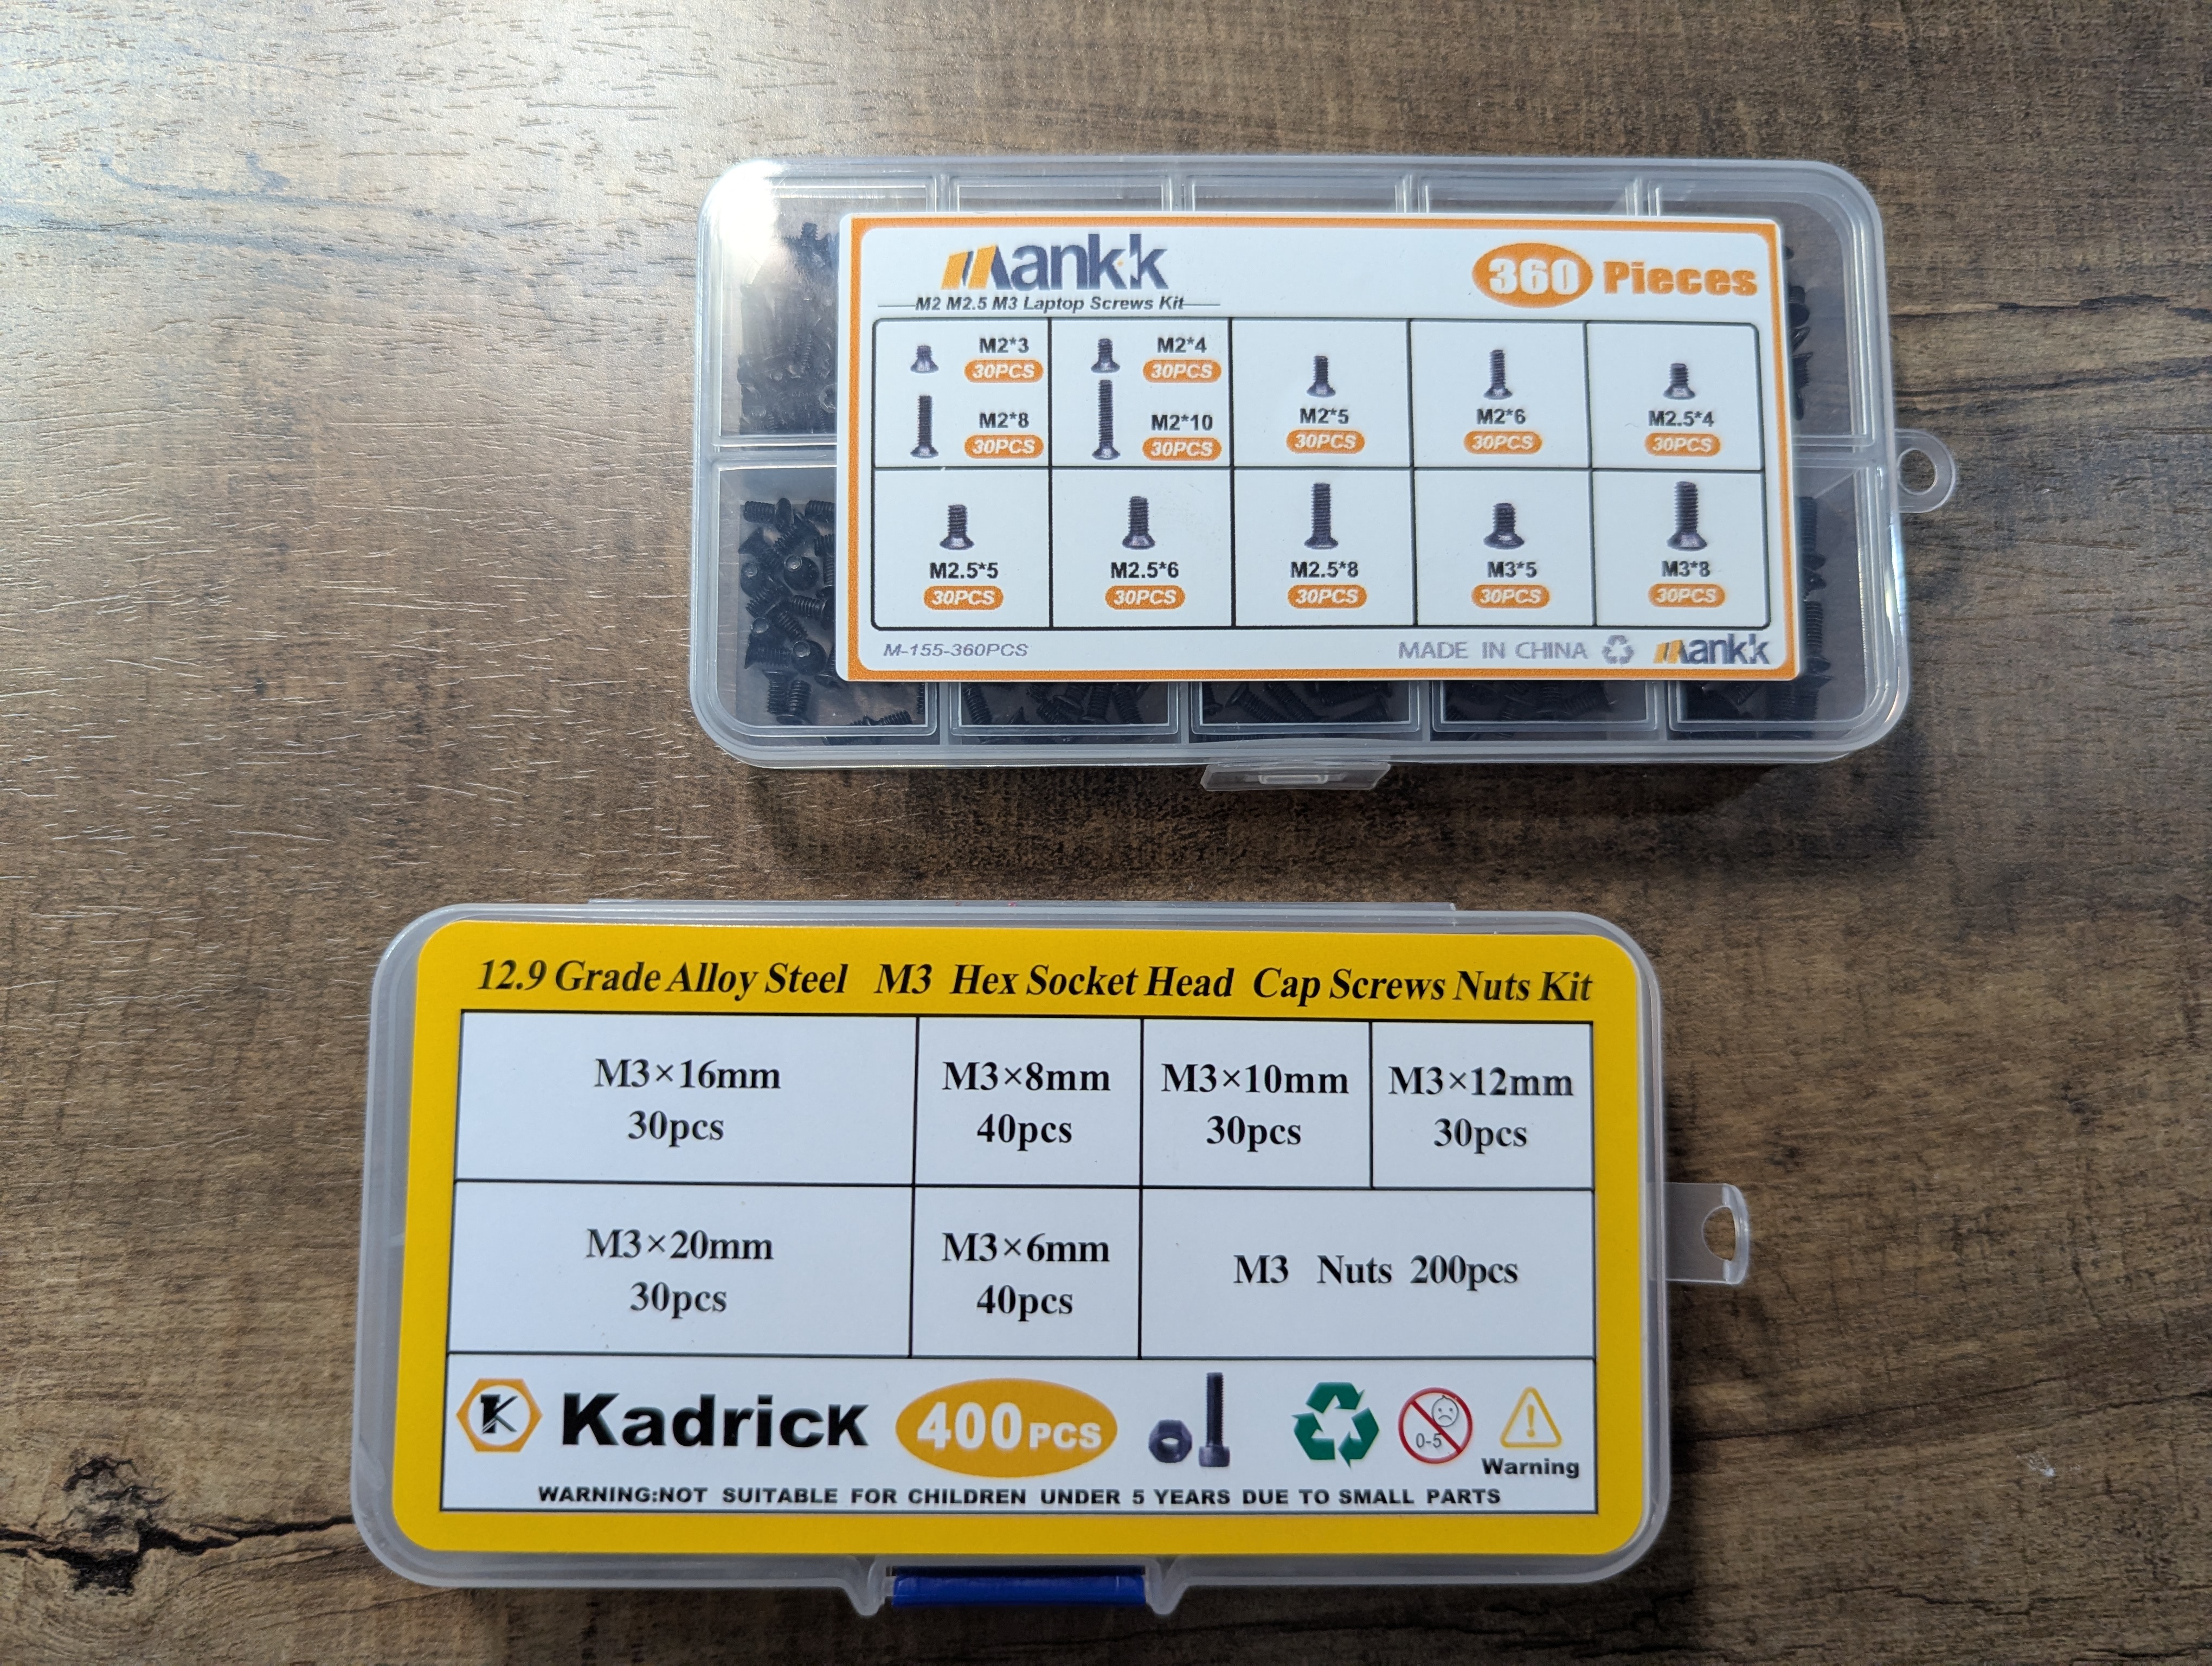 Mankk
360 Pieces
M2 M2.5 M3 Laptop Screws Kit
M2*3
30PCS
M2*8
30PCS
M2*4
30PCS
M2*10
30PCS
M2*5
30PCS
M2*6
30PCS
M2.5*4
30PCS
M2.5*5
30PCS
M2.5*6
30PCS
M2.5*8
30PCS
M3*5
30PCS
M3*8
30PCS
M-155-360PCS
MADE IN CHINA
Mankk
12.9 Grade Alloy Steel M3 Hex Socket Head Cap Screws Nuts Kit
M3×16mm
30pcs
M3×8mm
40pcs
M3×10mm
30pcs
M3×12mm
30pcs
M3×20mm
30pcs
M3×6mm
40pcs
M3 Nuts 200pcs
K
Kadrick
400PCS
0-5
Warning
WARNING:NOT SUITABLE FOR CHILDREN UNDER 5 YEARS DUE TO SMALL PARTS